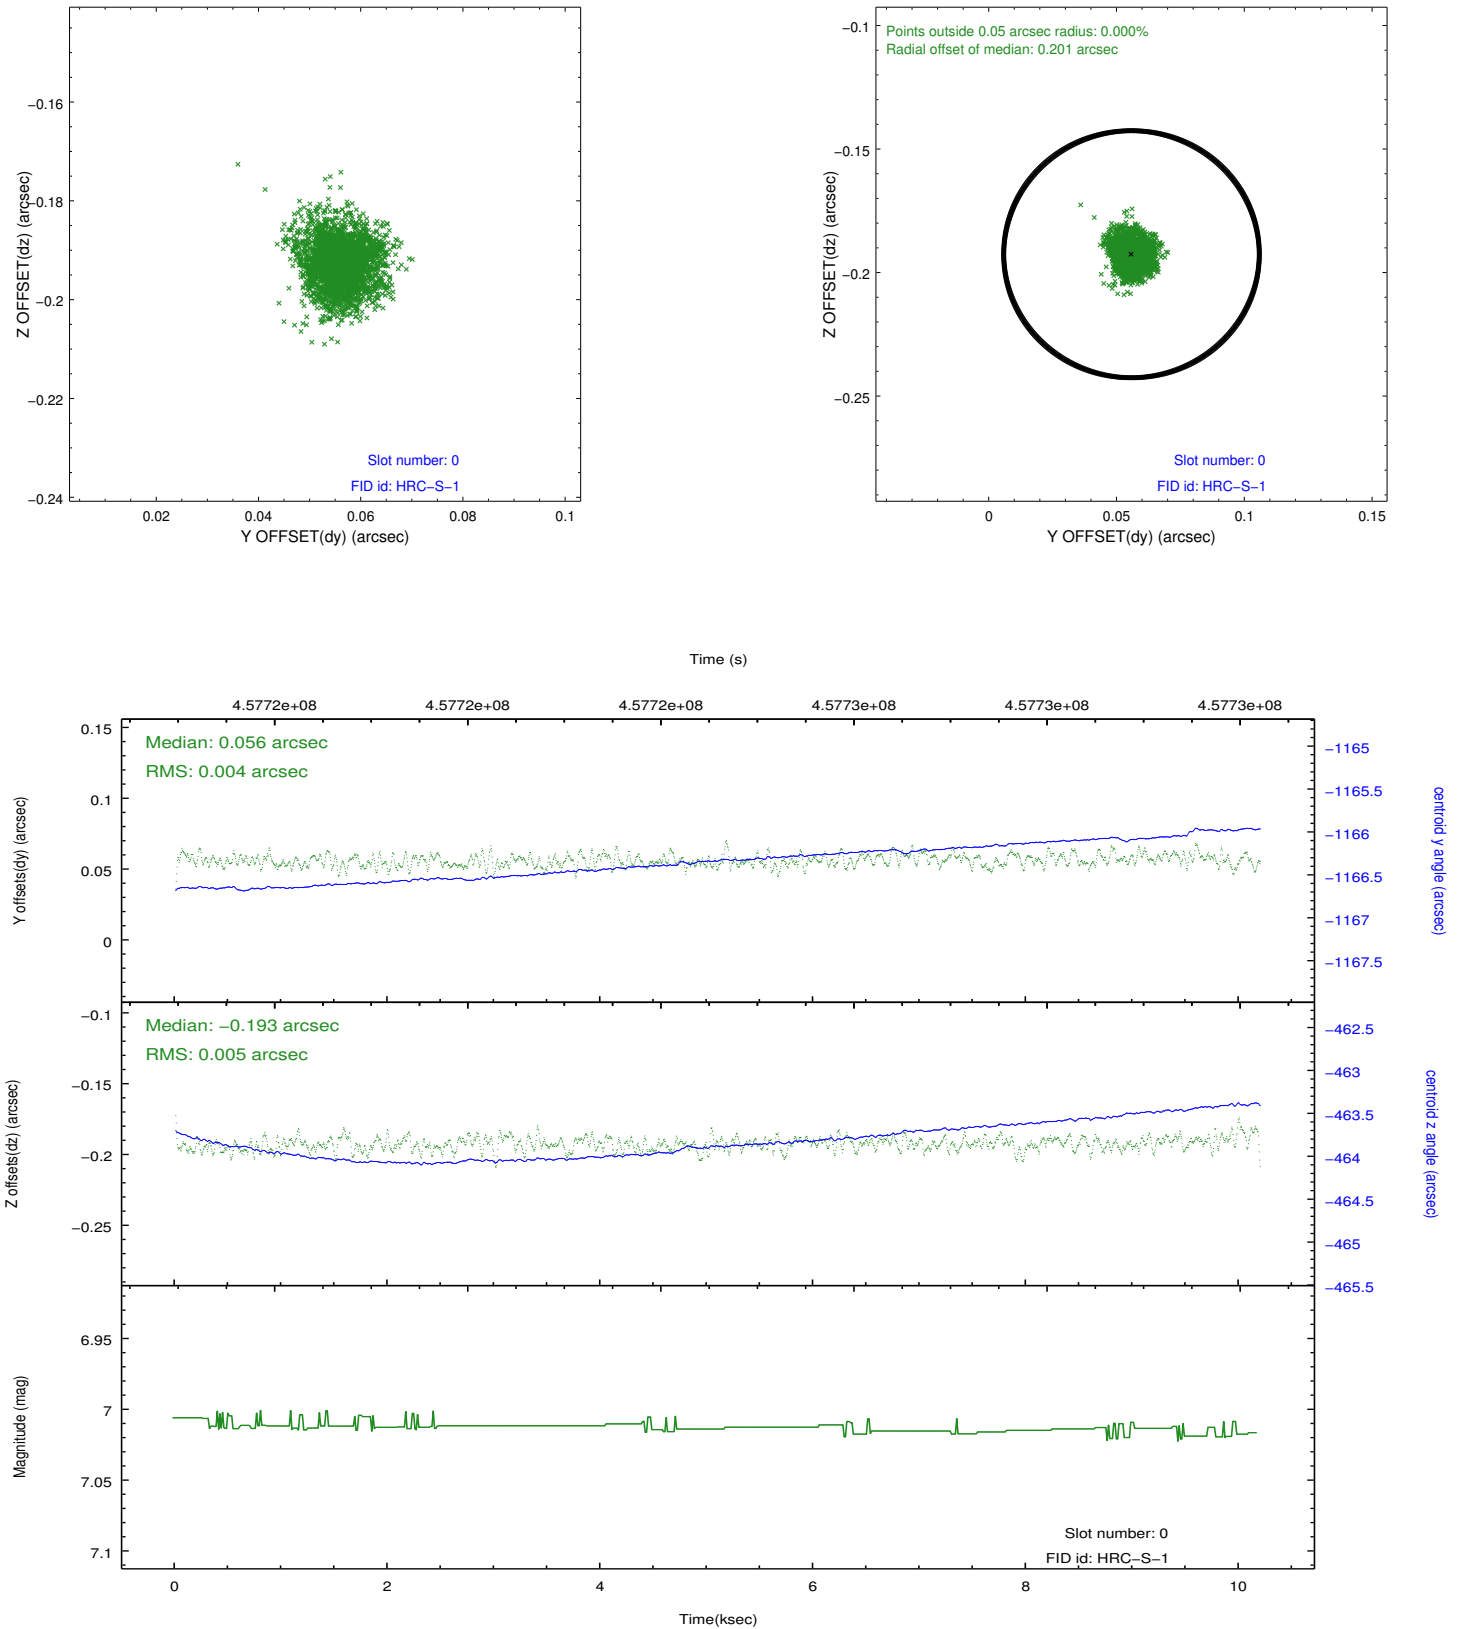 −0.16
−0.18
−0.2
−0.22
−0.24
Z OFFSET(dz) (arcsec)
Slot number: 0
FID id: HRC−S−1
0.02 0.04 0.06 0.08 0.1
Y OFFSET(dy) (arcsec)
Points outside 0.05 arcsec radius: 0.000%
Radial offset of median: 0.201 arcsec
−0.1
−0.15
−0.2
−0.25
Z OFFSET(dz) (arcsec)
Slot number: 0
FID id: HRC−S−1
0 0.05 0.1 0.15
Y OFFSET(dy) (arcsec)
Time (s)
4.5772e+08 4.5772e+08 4.5772e+08 4.5773e+08 4.5773e+08 4.5773e+08
Median: 0.056 arcsec
RMS: 0.004 arcsec
0.15
0.1
0.05
0
Y offsets(dy) (arcsec)
−1165
−1165.5
−1166
−1166.5
−1167
−1167.5
centroid y angle (arcsec)
Median: −0.193 arcsec
RMS: 0.005 arcsec
−0.1
−0.15
−0.2
−0.25
Z offsets(dz) (arcsec)
−462.5
−463
−463.5
−464
−464.5
−465
−465.5
centroid z angle (arcsec)
6.95
7
7.05
7.1
Magnitude (mag)
Slot number: 0
FID id: HRC−S−1
0 2 4 6 8 10
Time(ksec)